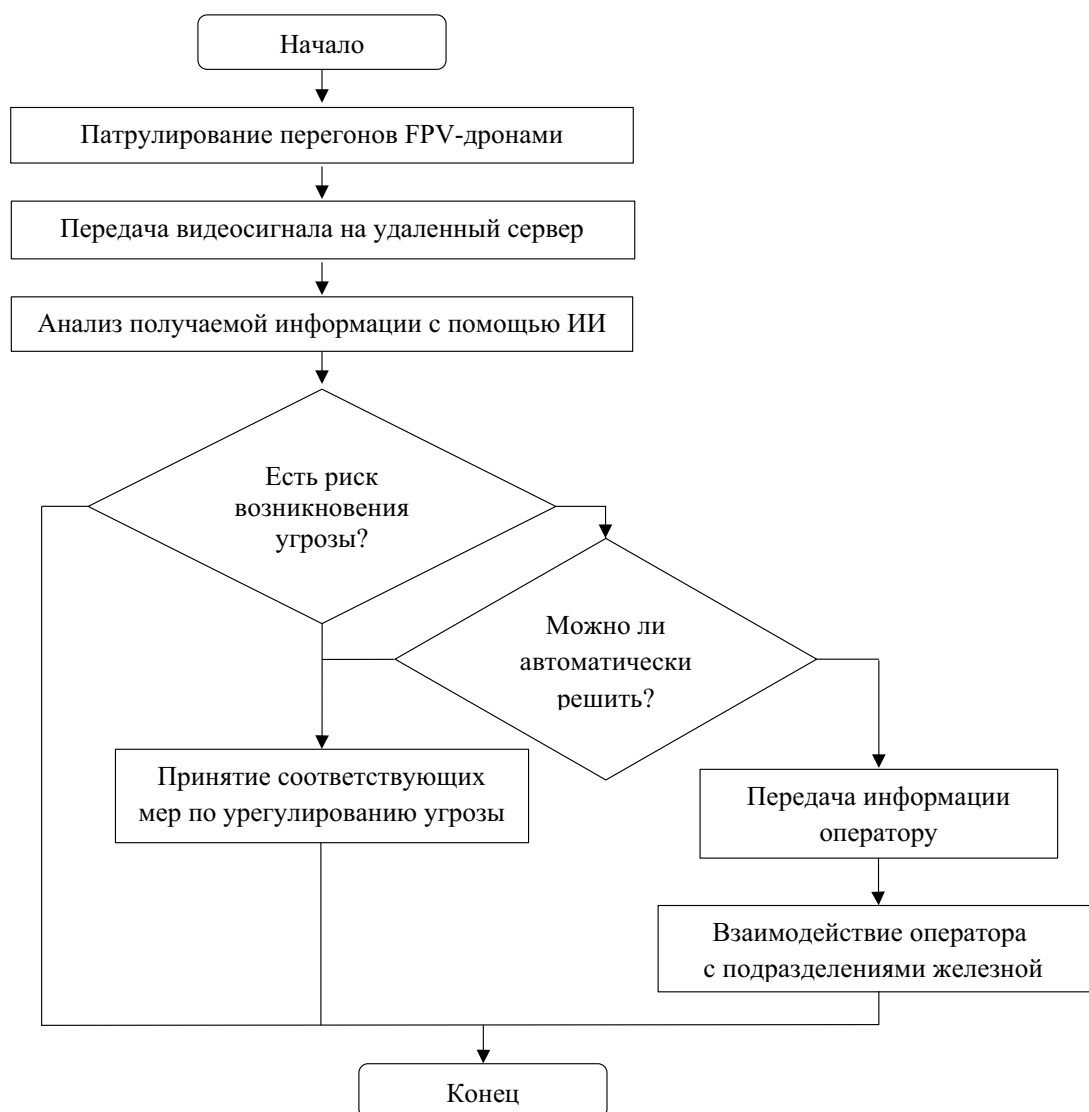 Начало
Патрулирование перегонов FPV-дронами
Передача видеосигнала на удаленный сервер
Анализ получаемой информации с помощью ИИ
Есть риск
возникновения
угрозы?
Можно ли
автоматически
решить?
Принятие соответствующих
мер по урегулированию угрозы
Передача информации
оператору
Взаимодействие оператора
с подразделениями железной
Конец